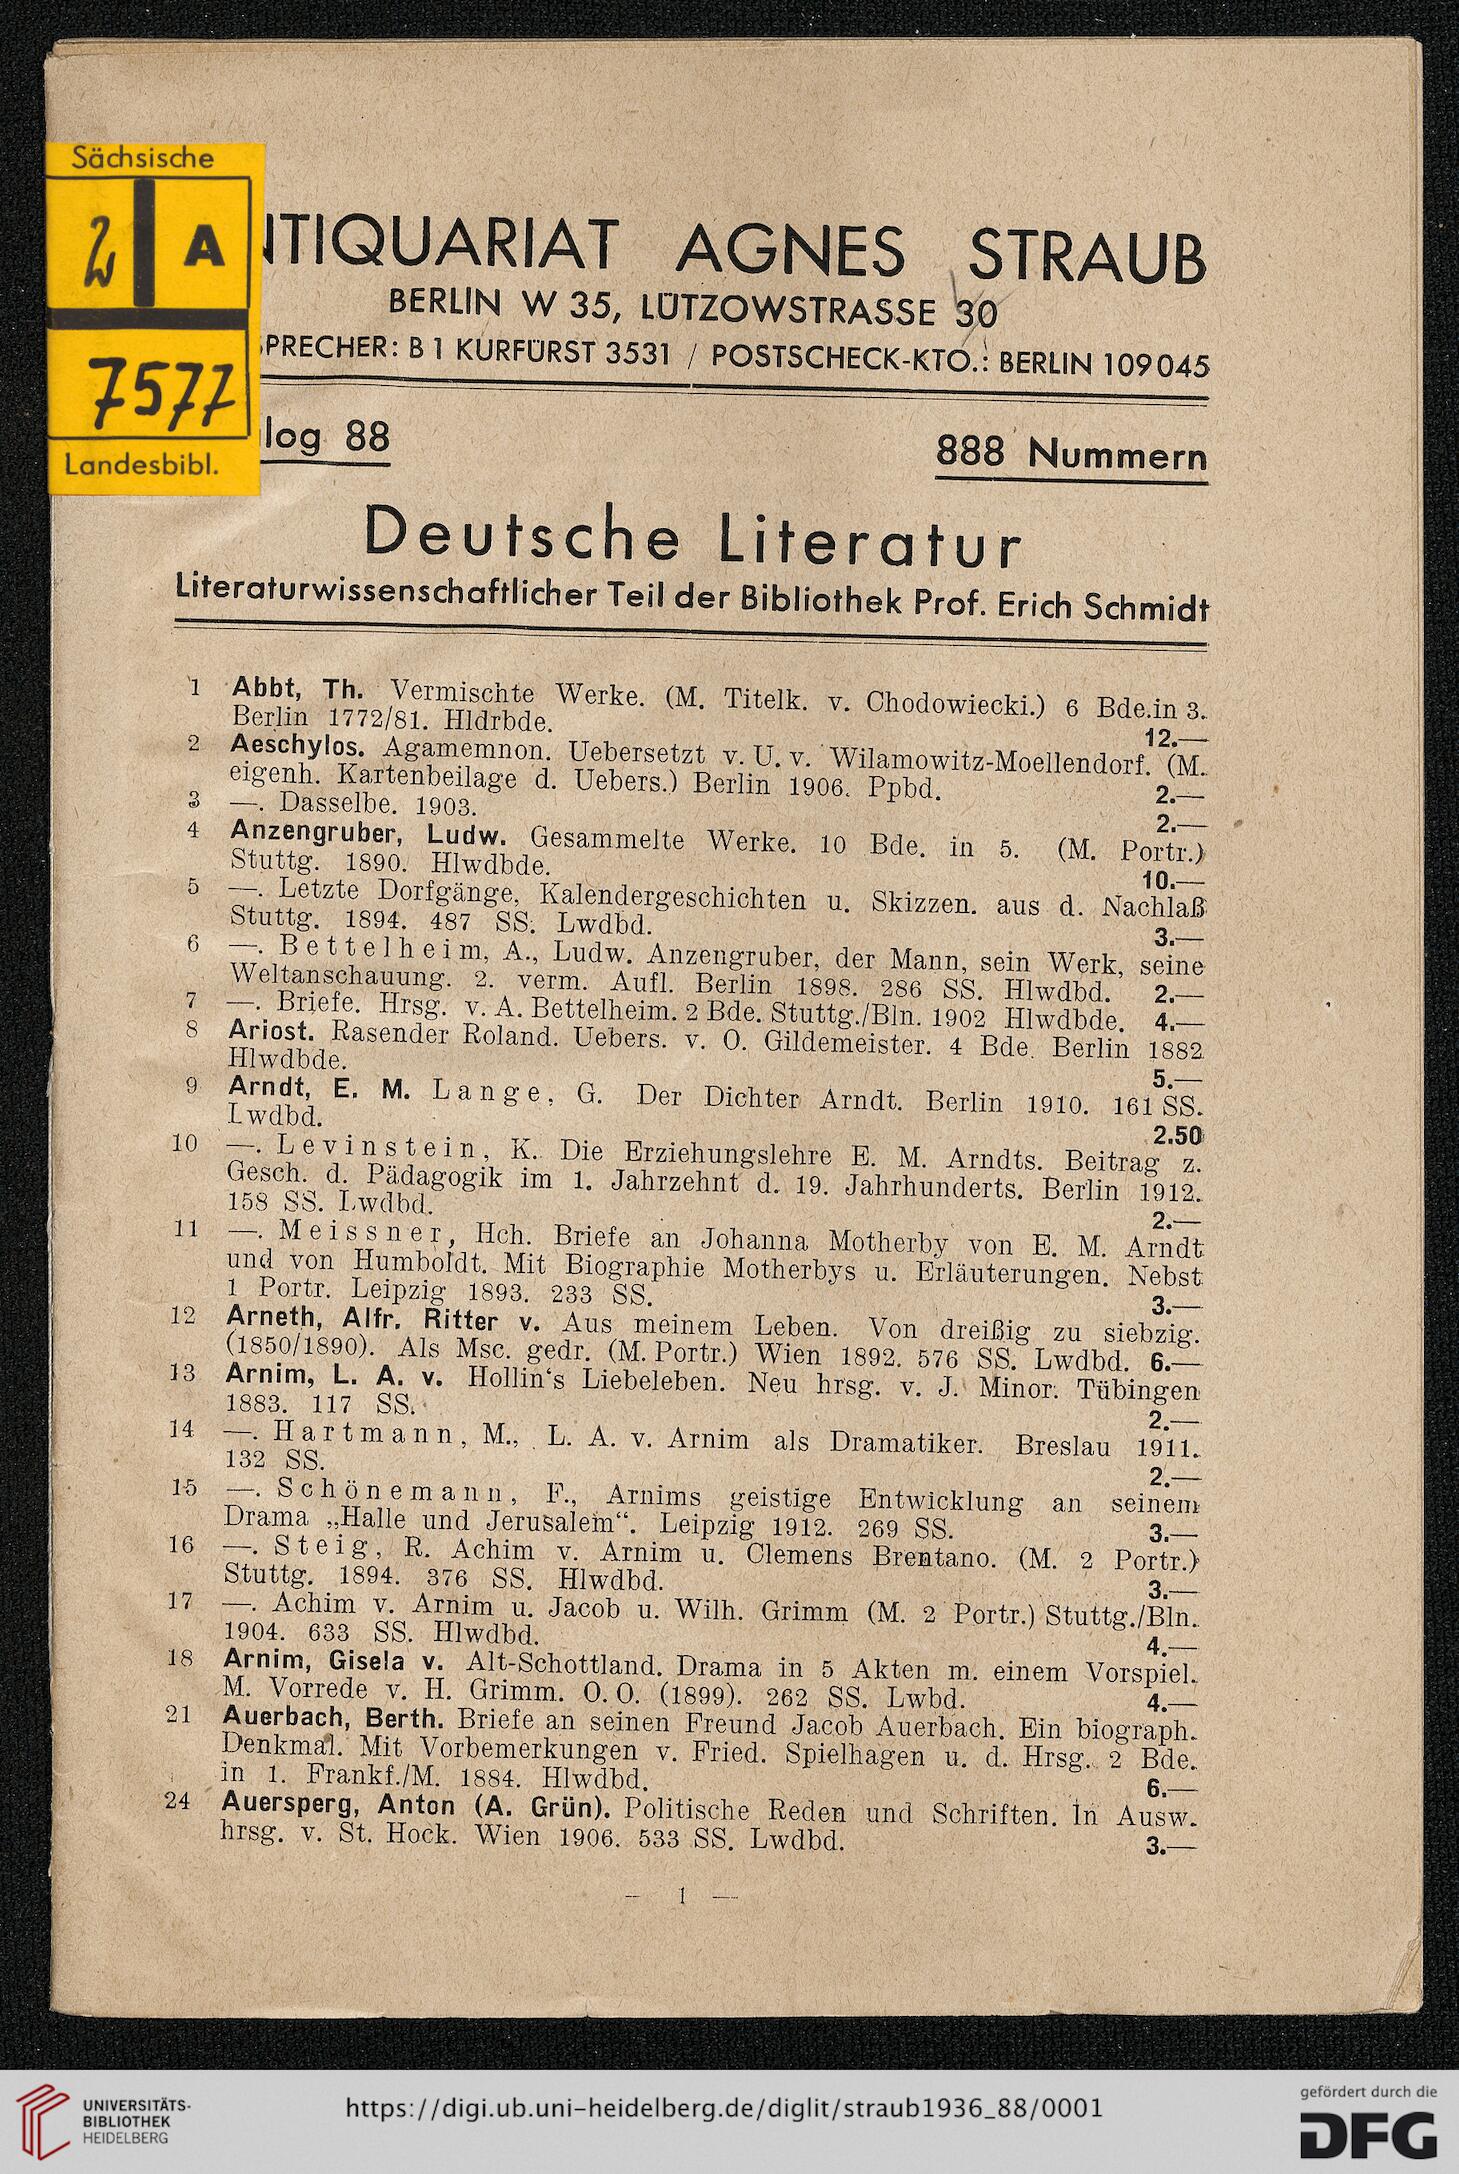 Sächsische
A
7577
Landesbibl.
NTIQUARIAT AGNES STRAUB
BERLIN W 35, LÜTZOWSTRASSE 30
SPRECHER: B 1 KURFÜRST 3531 / POSTSCHECK-KTO.: BERLIN 109045
log 88
888 Nummern
Deutsche Literatur
Literaturwissenschaftlicher Teil der Bibliothek Prof. Erich Schmidt
1 Abbt, Th. Vermischte Werke. (M. Titelk. v. Chodowiecki.) 6 Bde. in 3.
Berlin 1772/81. Hldrbde. 12.—
2 Aeschylos. Agamemnon. Uebersetzt v. U. v. Wilamowitz-Moellendorf. (M.
eigenh. Kartenbeilage d. Uebers.) Berlin 1906. Ppbd. 2.—
3 —. Dasselbe. 1903. 2.—
4 Anzengruber, Ludw. Gesammelte Werke. 10 Bde. in 5. (M. Portr.)
Stuttg. 1890. Hlwdbde. 10.—
5 —. Letzte Dorfgänge, Kalendergeschichten u. Skizzen. aus d. Nachlaß
Stuttg. 1894. 487 SS. Lwdbd. 3.—
6 —. Bettelheim, A., Ludw. Anzengruber, der Mann, sein Werk, seine
Weltanschauung. 2. verm. Aufl. Berlin 1898. 286 SS. Hlwdbd. 2.—
7 —. Briefe. Hrsg. v. A. Bettelheim. 2 Bde. Stuttg./Bln. 1902 Hlwdbde. 4.—
8 Ariost. Rasender Roland. Uebers. v. O. Gildemeister. 4 Bde. Berlin 1882
Hlwdbde. 5.—
9 Arndt, E. M. Lange, G. Der Dichter Arndt. Berlin 1910. 161 SS.
Lwdbd. 2.50
10 —. Levinstein, K. Die Erziehungslehre E. M. Arndts. Beitrag z.
Gesch. d. Pädagogik im 1. Jahrzehnt d. 19. Jahrhunderts. Berlin 1912.
158 SS. Lwdbd. 2.—
11 —. Meissner, Hch. Briefe an Johanna Motherby von E. M. Arndt
und von Humboldt. Mit Biographie Motherbys u. Erläuterungen. Nebst
1 Portr. Leipzig 1893. 233 SS. 3.—
12 Arneth, Alfr. Ritter v. Aus meinem Leben. Von dreißig zu siebzig.
(1850/1890). Als Msc. gedr. (M. Portr.) Wien 1892. 576 SS. Lwdbd. 6.—
13 Arnim, L. A. v. Hollin's Liebeleben. Neu hrsg. v. J. Minor. Tübingen
1883. 117 SS. 2.—
14 —. Hartmann, M., L. A. v. Arnim als Dramatiker. Breslau 1911.
132 SS. 2.—
15 —. Schönemann, F., Arnims geistige Entwicklung an seinem
Drama „Halle und Jerusalem“. Leipzig 1912. 269 SS. 3.—
16 —. Steig, R. Achim v. Arnim u. Clemens Brentano. (M. 2 Portr.)
Stuttg. 1894. 376 SS. Hlwdbd. 3.—
17 —. Achim v. Arnim u. Jacob u. Wilh. Grimm (M. 2 Portr.) Stuttg./Bln.
1904. 633 SS. Hlwdbd. 4.—
18 Arnim, Gisela v. Alt-Schottland. Drama in 5 Akten m. einem Vorspiel.
M. Vorrede v. H. Grimm. O. O. (1899). 262 SS. Lwbd. 4.—
21 Auerbach, Berth. Briefe an seinen Freund Jacob Auerbach. Ein biograph.
Denkmal. Mit Vorbemerkungen v. Fried. Spielhagen u. d. Hrsg. 2 Bde.
in 1. Frankf./M. 1884. Hlwdbd. 6.—
24 Auersperg, Anton (A. Grün). Politische Reden und Schriften. In Ausw.
hrsg. v. St. Hock. Wien 1906. 533 SS. Lwdbd. 3.—
— 1 —
UNIVERSITÄTS-
BIBLIOTHEK
HEIDELBERG
https://digi.ub.uni-heidelberg.de/diglit/straub1936_88/0001
gefördert durch die
DFG